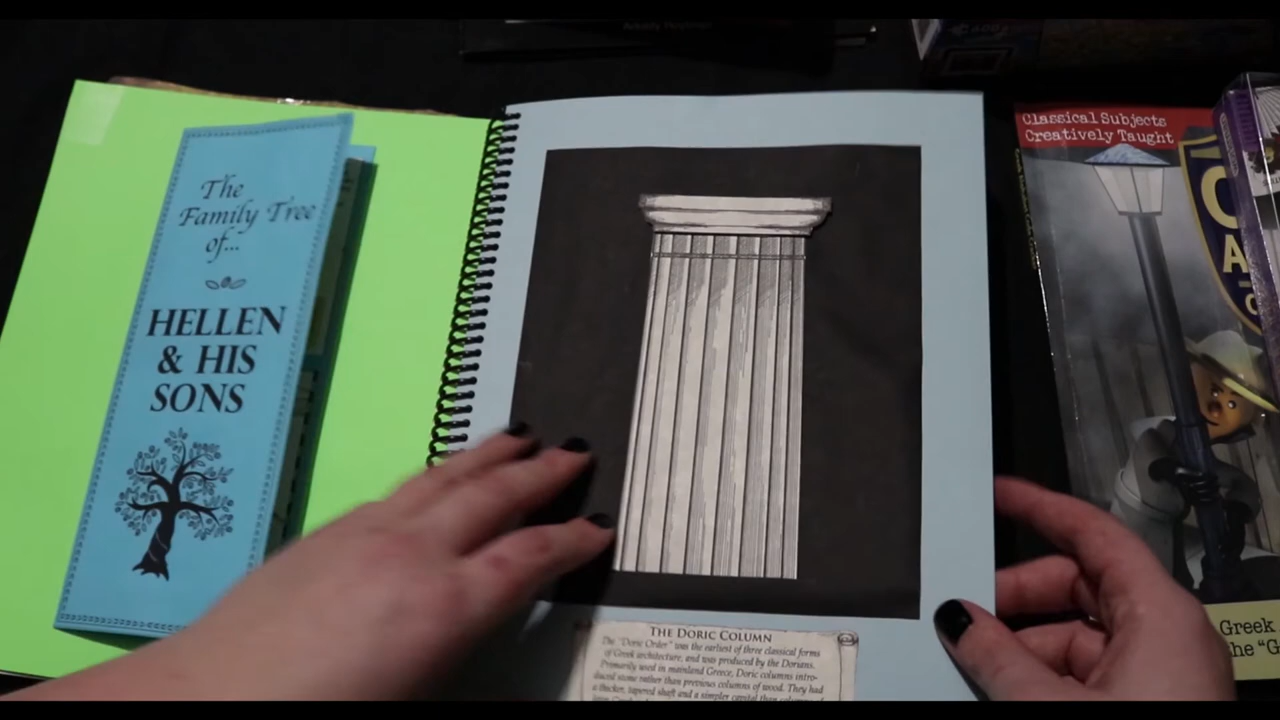 The
Family Tree
of...
HELLEN
& HIS
SONS
THE DORIC COLUMN
The "Doric Order" was the earliest of three classical forms
of Greek architecture, and was produced by the Dorians.
Primarily used in mainland Greece, Doric columns intro-
duced stone rather than previous columns of wood. They had
a thicker, tapered shaft and a simpler capital than columns of
Classical Subjects
Creatively Taught
Greek
the "G